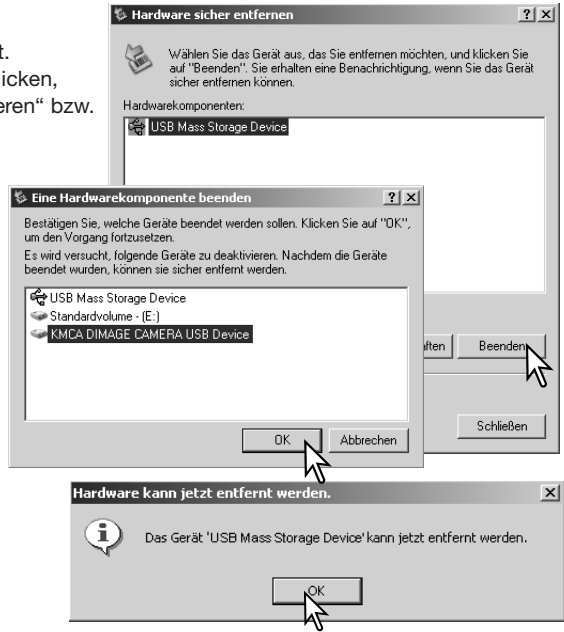 t.
icken,
eren“ bzw.
Hardware sicher entfernen
Wählen Sie das Gerät aus, das Sie entfernen möchten, und klicken Sie
auf "Beenden". Sie erhalten eine Benachrichtigung, wenn Sie das Gerät
sicher entfernen können.
Hardwarekomponenten:
USB Mass Storage Device
ften
Beenden
Schließen
Eine Hardwarekomponente beenden
Bestätigen Sie, welche Geräte beendet werden sollen. Klicken Sie auf "OK",
um den Vorgang fortzusetzen.
Es wird versucht, folgende Geräte zu deaktivieren. Nachdem die Geräte
beendet wurden, können sie sicher entfernt werden.
USB Mass Storage Device
Standardvolume - (E:)
KMCA DIMAGE CAMERA USB Device
OK
Abbrechen
Hardware kann jetzt entfernt werden.
Das Gerät 'USB Mass Storage Device' kann jetzt entfernt werden.
OK